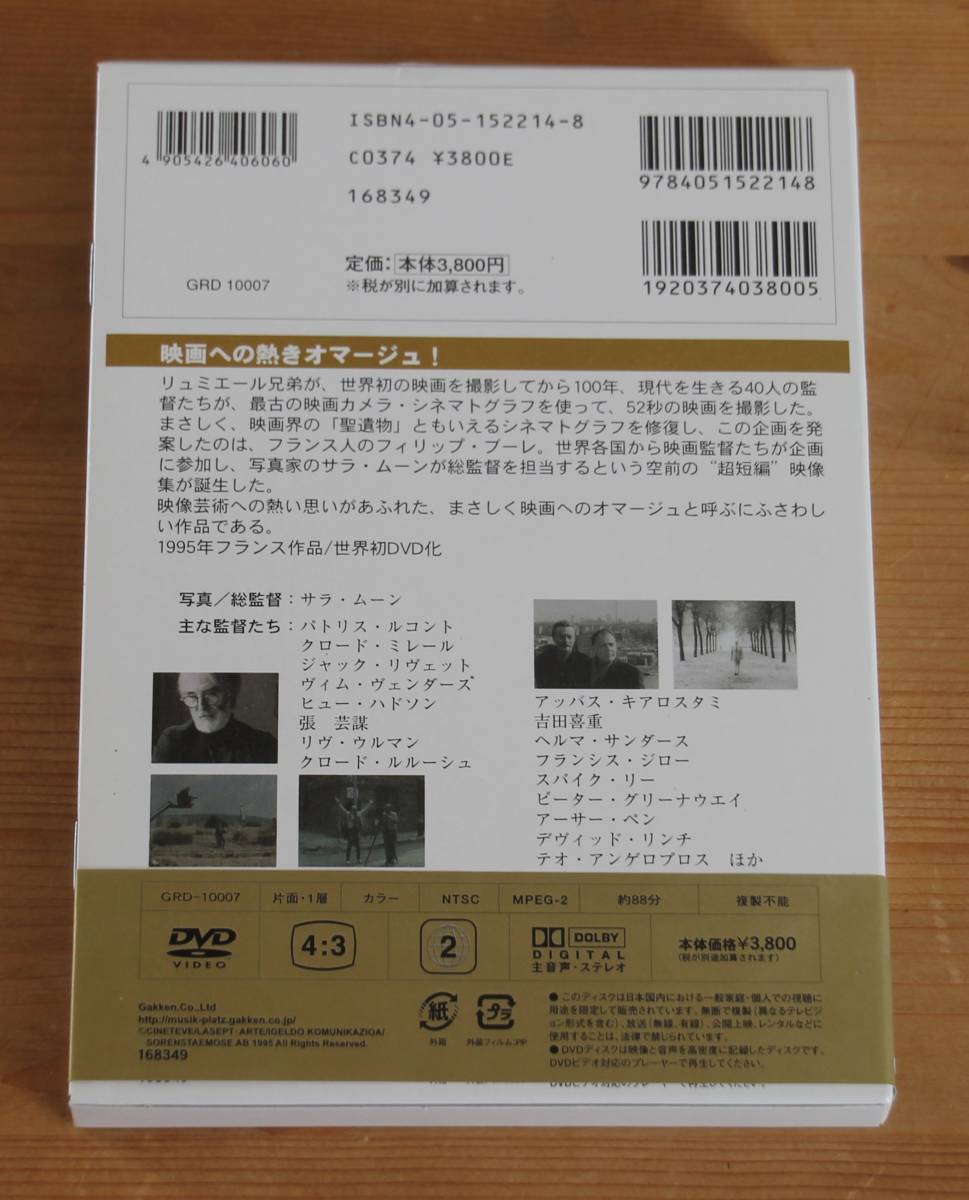 ISBN4-05-152214-8
C0374 ¥3800E
168349
4 905426 406060
9784051522148
1920374038005
定価：本体3,800円
※税が別に加算されます。
GRD 10007
映画への熱きオマージュ！
リュミエール兄弟が、世界初の映画を撮影してから100年、現代を生きる40人の監
督たちが、最古の映画カメラ・シネマトグラフを使って、52秒の映画を撮影した。
まさしく、映画界の「聖遺物」ともいえるシネマトグラフを修復し、この企画を発
案したのは、フランス人のフィリップ・プーレ。世界各国から映画監督たちが企画
に参加し、写真家のサラ・ムーンが総監督を担当するという空前の“超短編”映像
集が誕生した。
映像芸術への熱い思いがあふれた、まさしく映画へのオマージュと呼ぶにふさわし
い作品である。
1995年フランス作品/世界初DVD化
写真／総監督：サラ・ムーン
主な監督たち：パトリス・ルコント
クロード・ミレール
ジャック・リヴェット
ヴィム・ヴェンダーズ
ヒュー・ハドソン
張　芸謀
リヴ・ウルマン
クロード・ルルーシュ
アッバス・キアロスタミ
吉田喜重
ヘルマ・サンダース
フランシス・ジロー
スパイク・リー
ピーター・グリーナウエイ
アーサー・ペン
デヴィッド・リンチ
テオ・アンゲロプロス　ほか
GRD-10007 片面・1層 カラー NTSC MPEG-2 約88分 複製不能
DVD VIDEO 4:3 2 DOLBY DIGITAL
主音声・ステレオ
本体価格¥3,800
(税が別途加算されます)
Gakken.Co.,Ltd
http://musik-platz.gakken.co.jp/
©CINETEVE/LASEPT・ARTE/IGELDO KOMUNIKAZIOA/
SORENSTAEMOSE AB 1995 All Rights Reserved.
168349
紙
外箱
プラ
外装フィルム:PP
●このディスクは日本国内における一般家庭・個人での視聴に
用途を限定して販売されています。無断で複製(異なるテレビジ
ョン形式を含む)、放送(無線、有線)、公開上映、レンタルなどに
使用することは、法律で禁じられています。
●DVDディスクは映像と音声を高密度に記録したディスクです。
DVDビデオ対応のプレーヤーで再生してください。